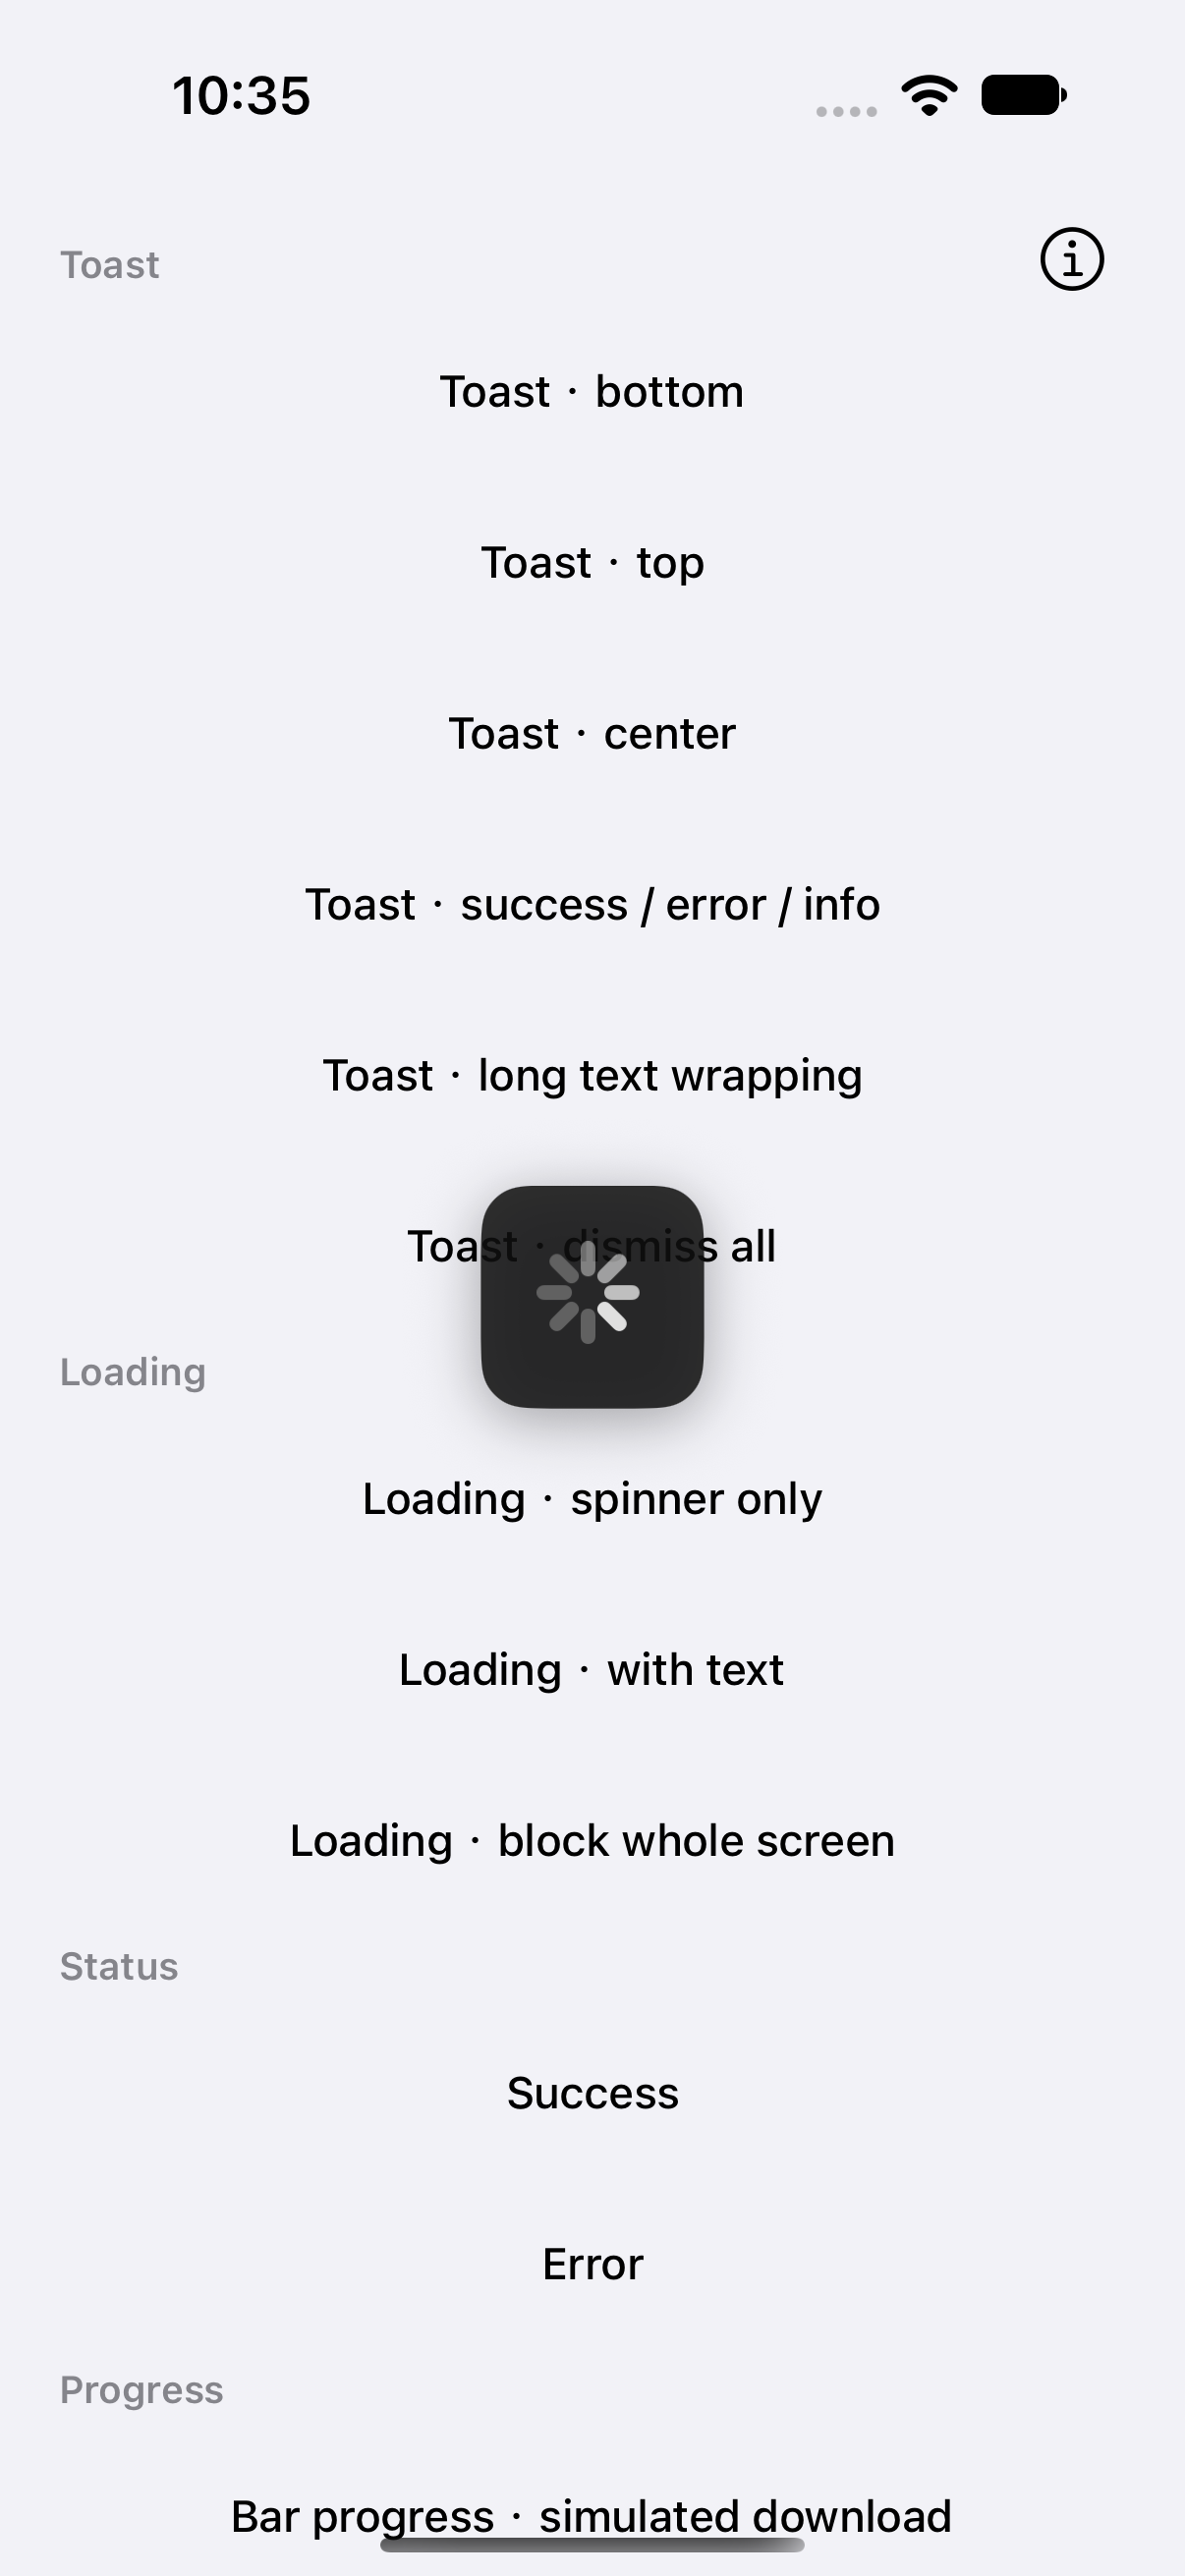 10:35
Toast
Toast · bottom
Toast · top
Toast · center
Toast · success / error / info
Toast · long text wrapping
Toast · dismiss all
Loading
Loading · spinner only
Loading · with text
Loading · block whole screen
Status
Success
Error
Progress
Bar progress · simulated download